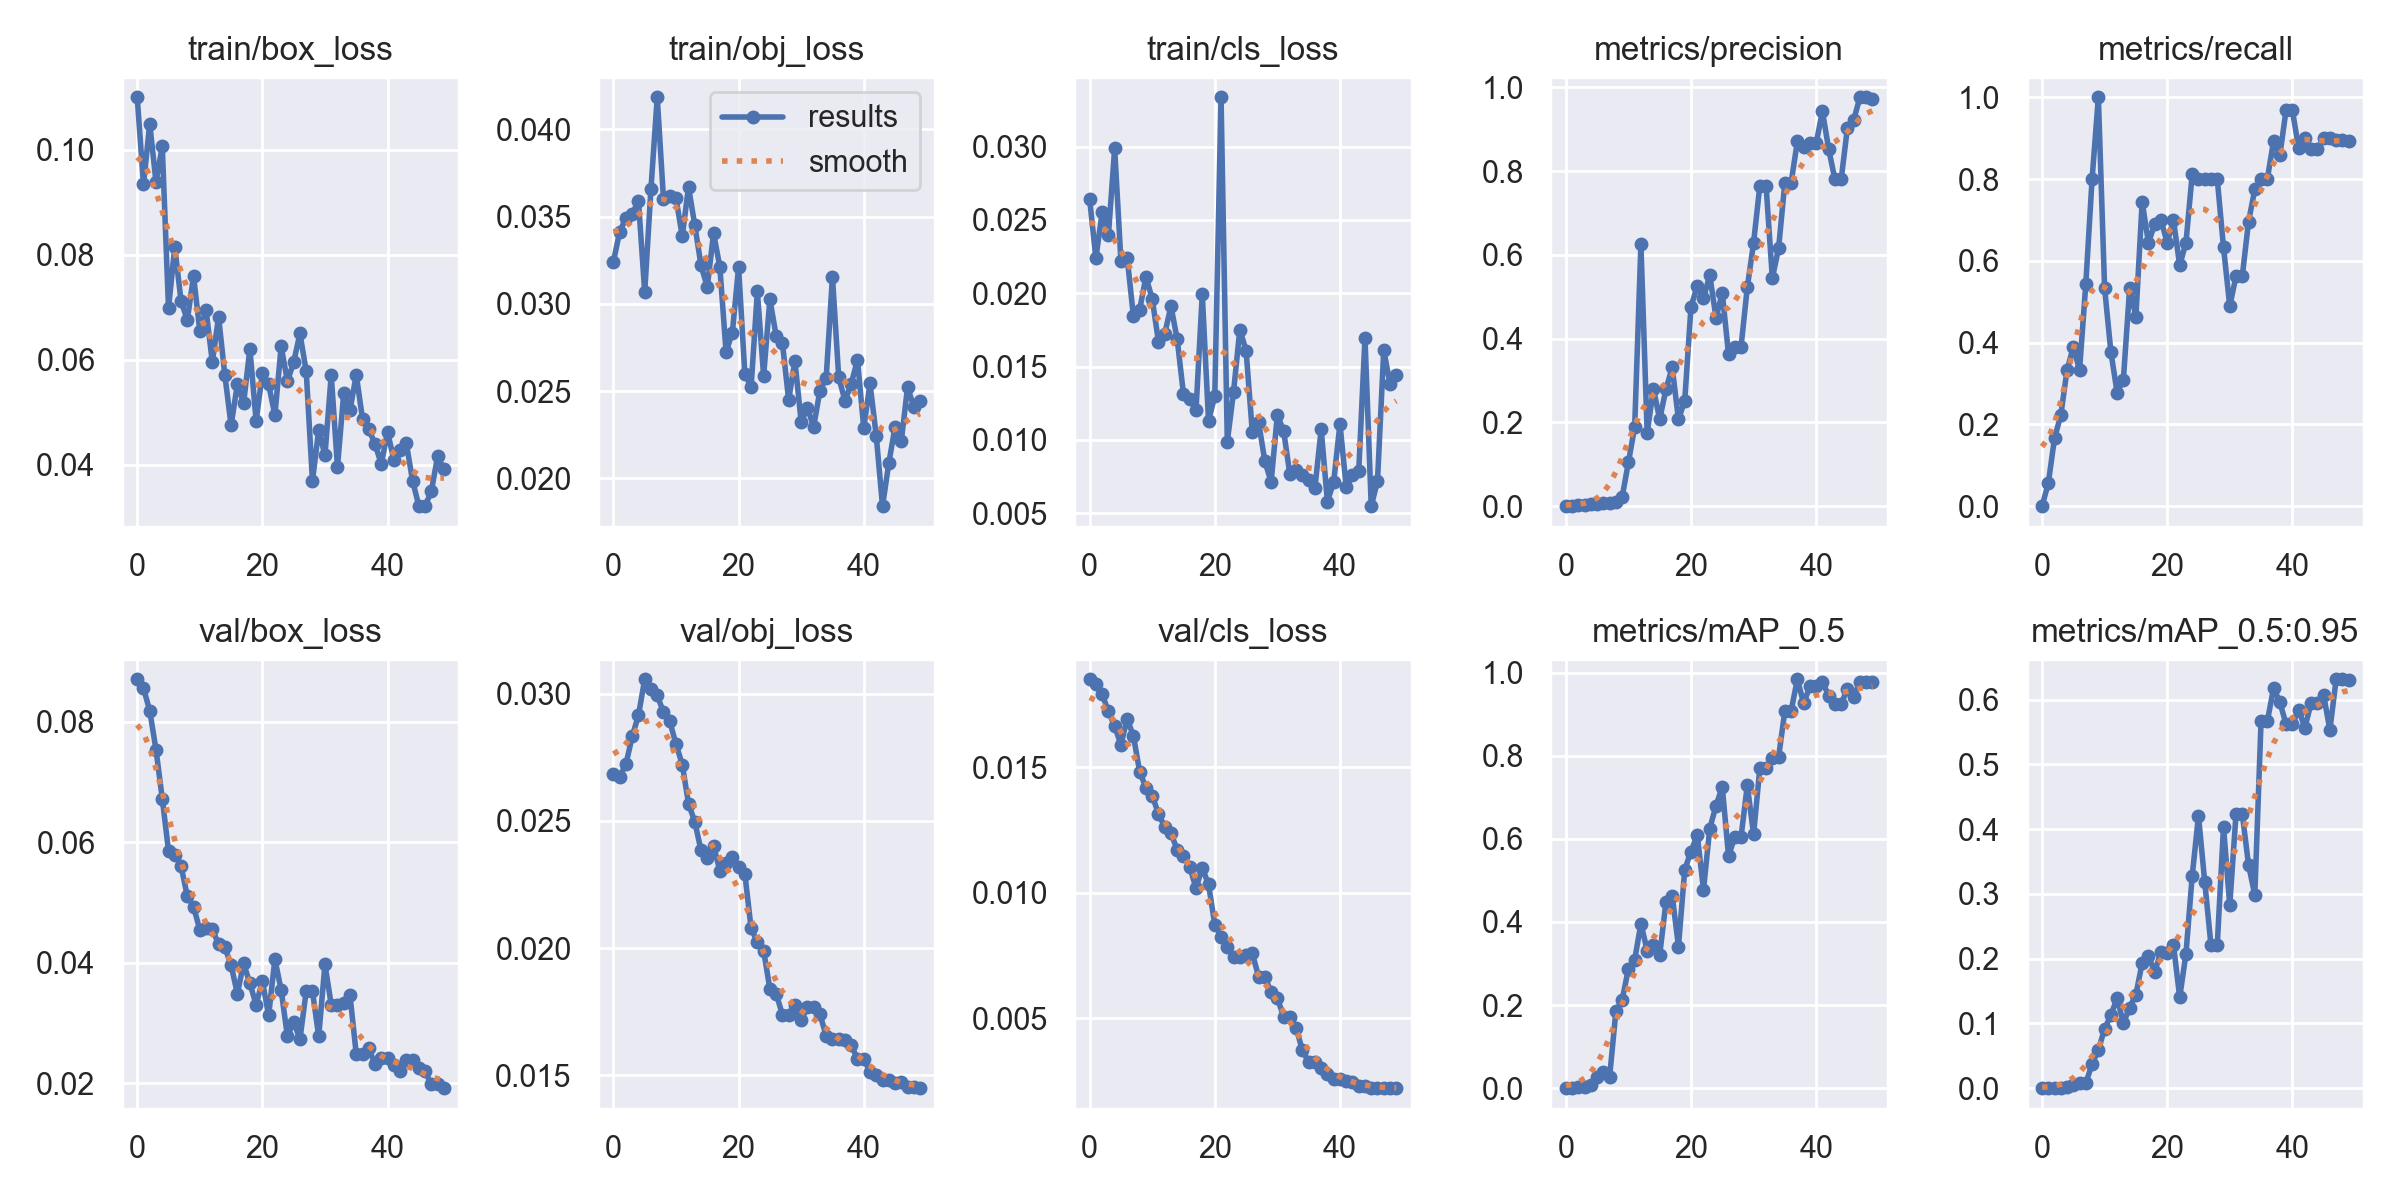 train/box_loss
0.10
0.08
0.06
0.04
0 20 40
train/obj_loss
results
smooth
0.040
0.035
0.030
0.025
0.020
0 20 40
train/cls_loss
0.030
0.025
0.020
0.015
0.010
0.005
0 20 40
metrics/precision
1.0
0.8
0.6
0.4
0.2
0.0
0 20 40
metrics/recall
1.0
0.8
0.6
0.4
0.2
0.0
0 20 40
val/box_loss
0.08
0.06
0.04
0.02
0 20 40
val/obj_loss
0.030
0.025
0.020
0.015
0 20 40
val/cls_loss
0.015
0.010
0.005
0 20 40
metrics/mAP_0.5
1.0
0.8
0.6
0.4
0.2
0.0
0 20 40
metrics/mAP_0.5:0.95
0.6
0.5
0.4
0.3
0.2
0.1
0.0
0 20 40